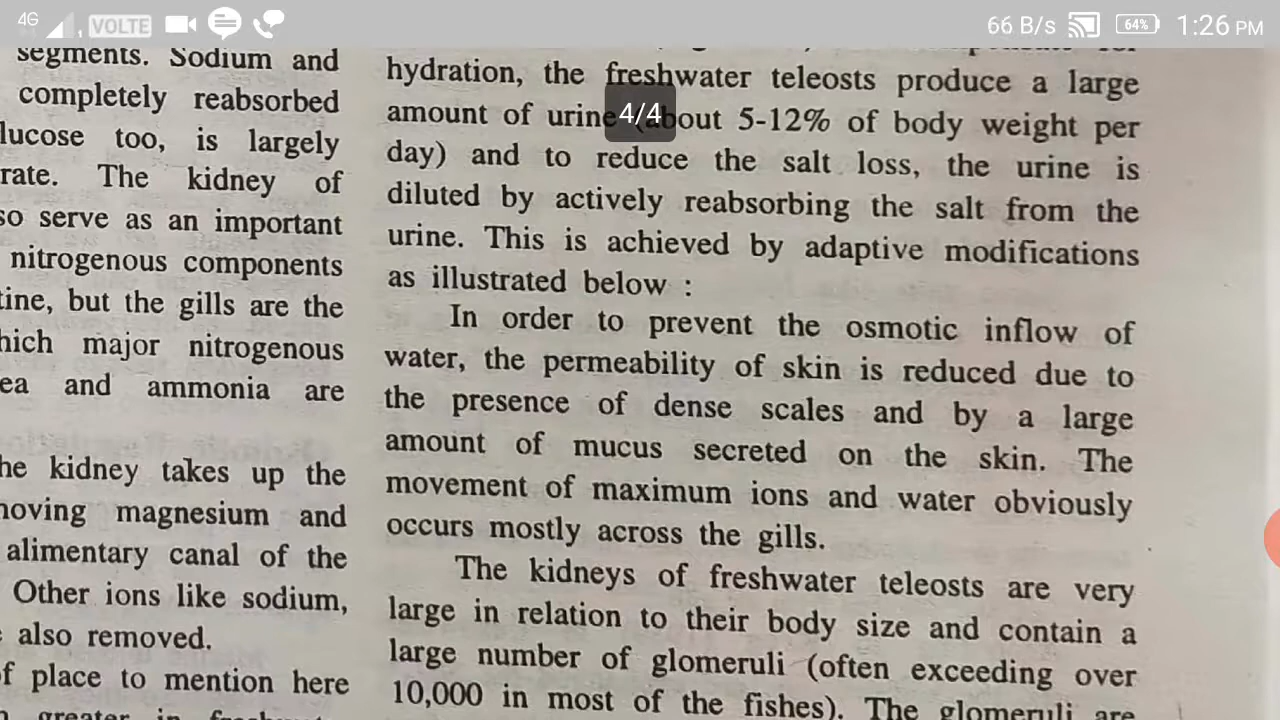 4G VOLTE 66 B/s 64% 1:26 PM
4/4
segments. Sodium and
completely reabsorbed
lucose too, is largely
rate. The kidney of
so serve as an important
nitrogenous components
tine, but the gills are the
hich major nitrogenous
ea and ammonia are
he kidney takes up the
noving magnesium and
alimentary canal of the
Other ions like sodium,
also removed.
of place to mention here
greater in
hydration, the freshwater teleosts produce a large
amount of urine (about 5-12% of body weight per
day) and to reduce the salt loss, the urine is
diluted by actively reabsorbing the salt from the
urine. This is achieved by adaptive modifications
as illustrated below :
In order to prevent the osmotic inflow of
water, the permeability of skin is reduced due to
the presence of dense scales and by a large
amount of mucus secreted on the skin. The
movement of maximum ions and water obviously
occurs mostly across the gills.
The kidneys of freshwater teleosts are very
large in relation to their body size and contain a
large number of glomeruli (often exceeding over
10,000 in most of the fishes). The glomeruli are